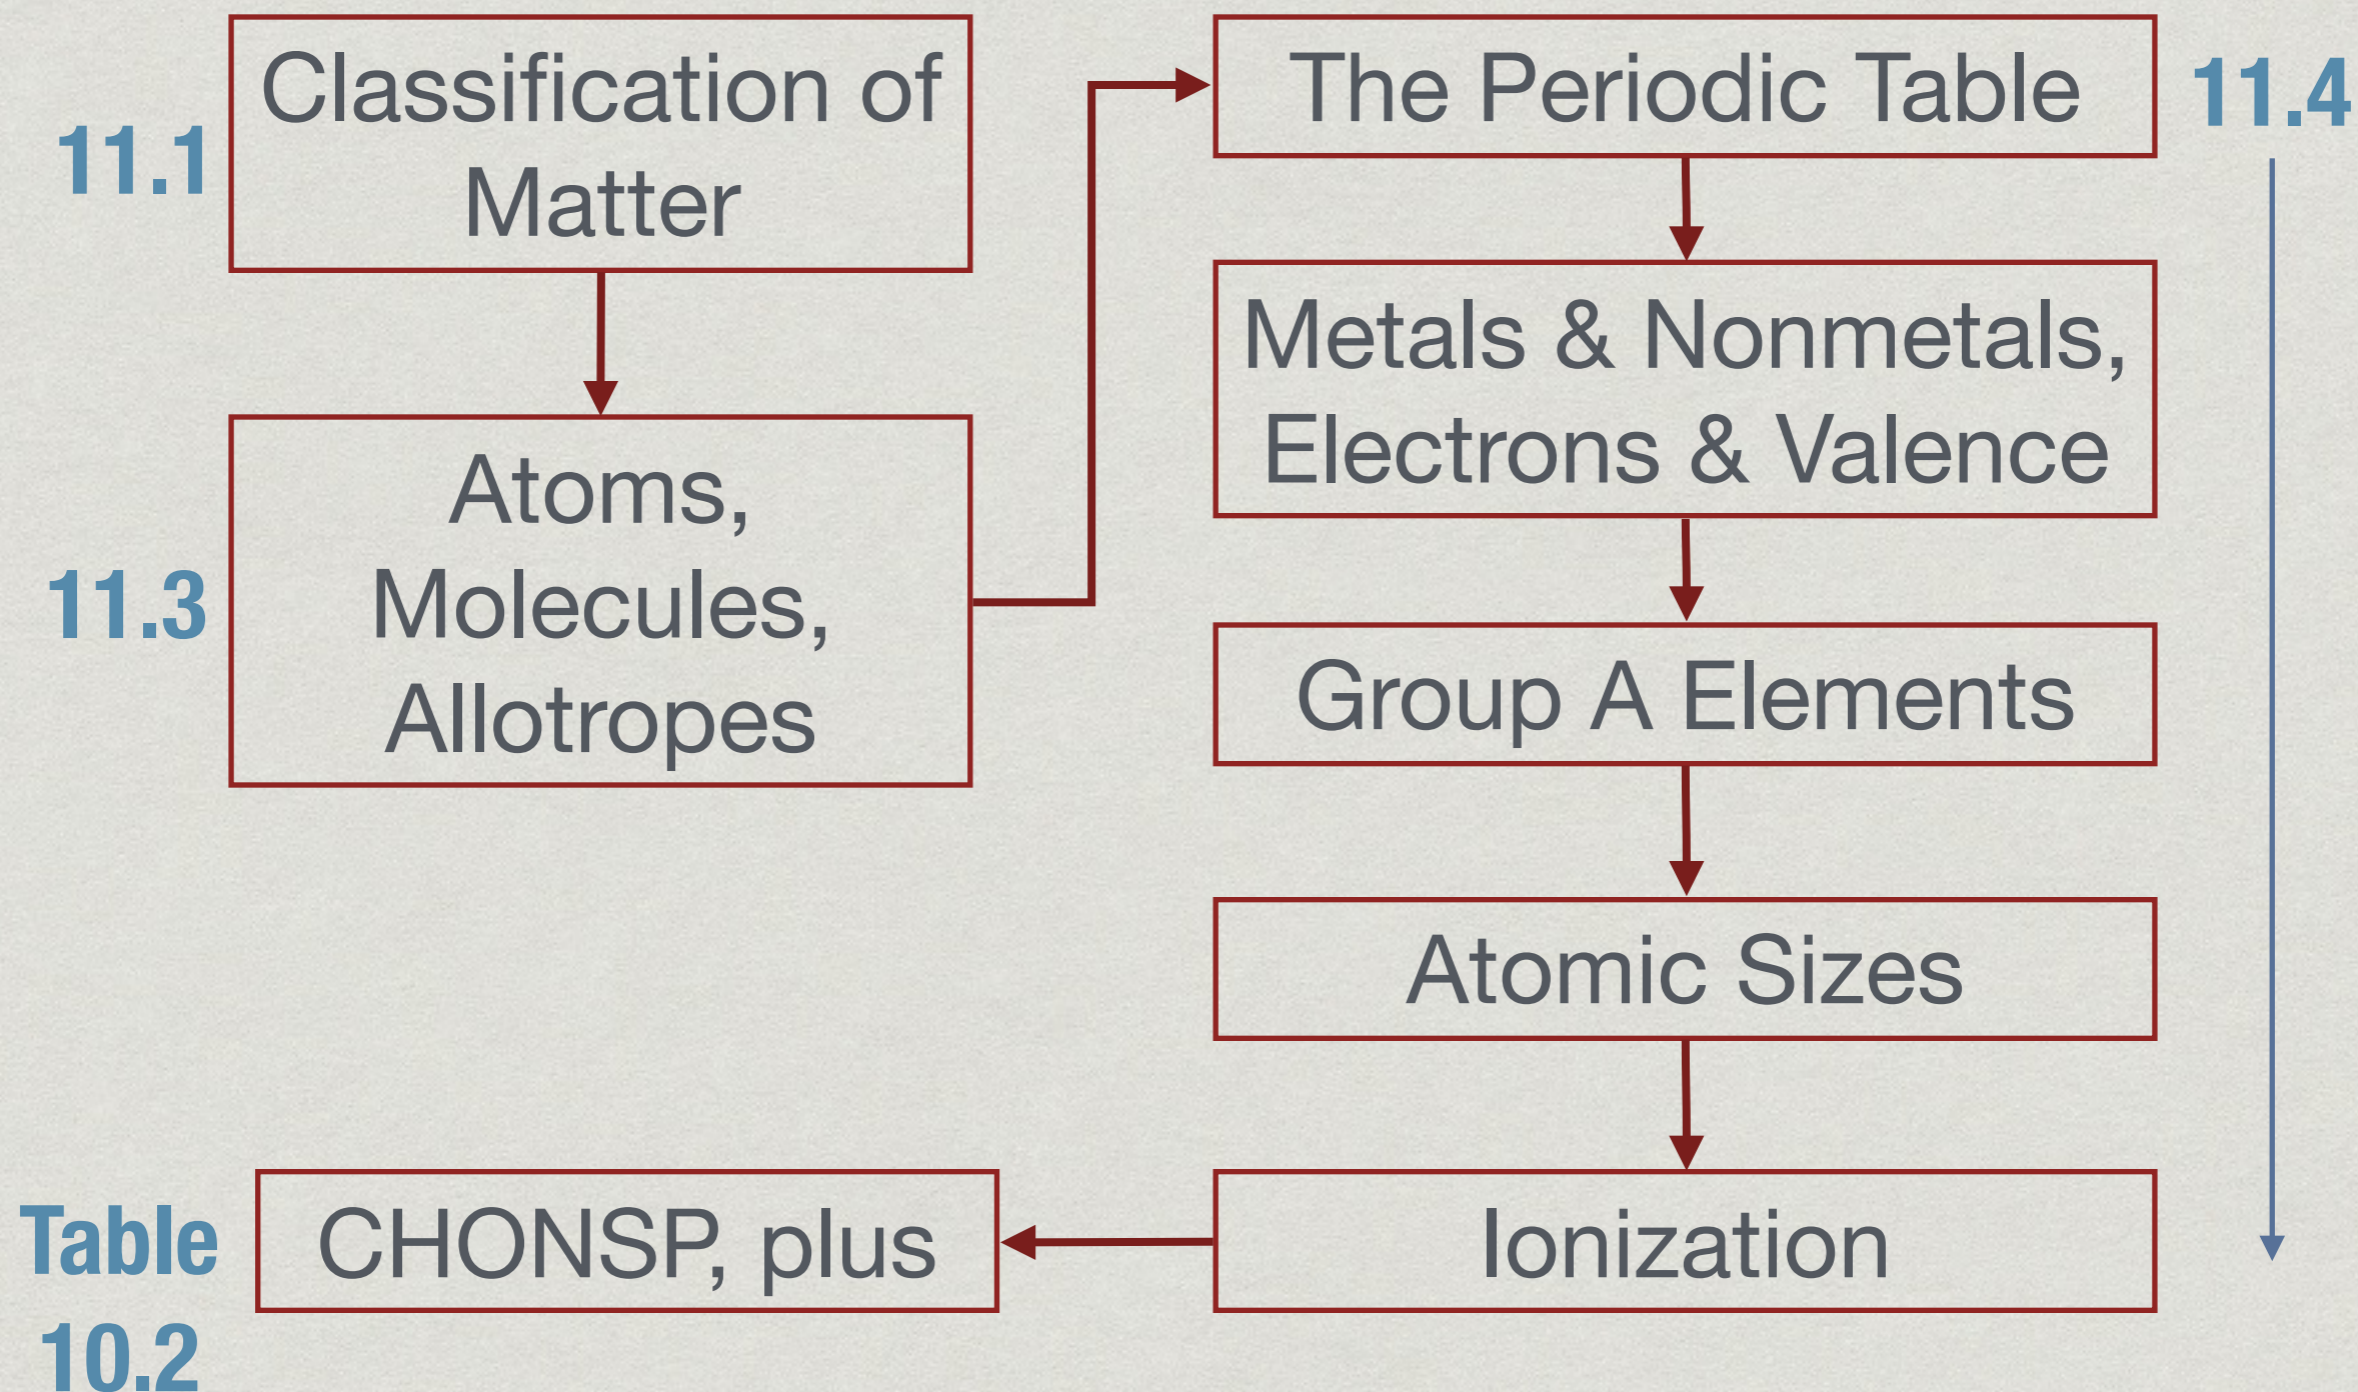 11.1
Classification of
Matter
11.3
Atoms,
Molecules,
Allotropes
The Periodic Table
11.4
Metals & Nonmetals,
Electrons & Valence
Group A Elements
Atomic Sizes
Ionization
Table
10.2
CHONSP, plus